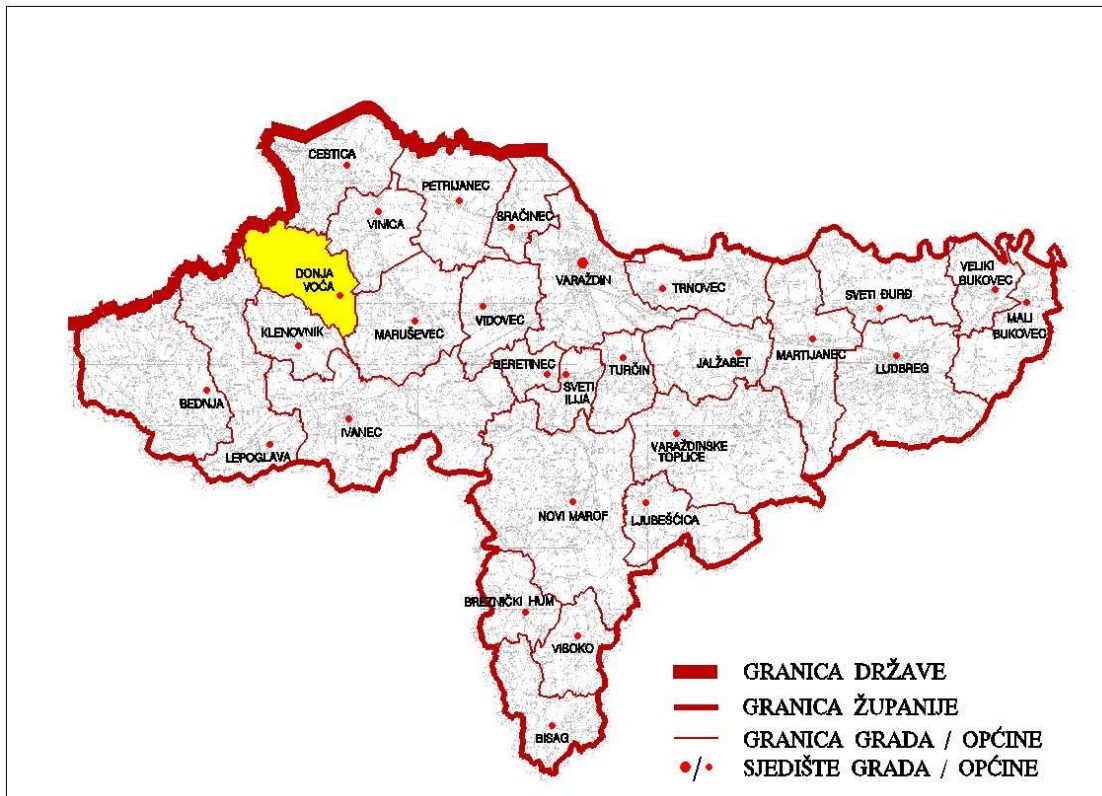 CESTICA
PETRIJANEC
VINICA
SRAČINEC
DONJA
VOĆA
VARAŽDIN
TRNOVEC
VELIKI
BUKOVEC
SVETI ĐURĐ
MALI
BUKOVEC
KLENOVNIK
MARUŠEVEC
VIDOVEC
BERETINEC
SVETI
ILIJA
TURČIN
JALŽABET
MARTIJANEC
LUDBREG
BEDNJA
IVANEC
LEPOGLAVA
VARAŽDINSKE
TOPLICE
NOVI MAROF
LJUBEŠĆICA
BREZNIČKI HUM
VISOKO
BISAG
GRANICA DRŽAVE
GRANICA ŽUPANIJE
GRANICA GRADA / OPĆINE
SJEDIŠTE GRADA / OPĆINE